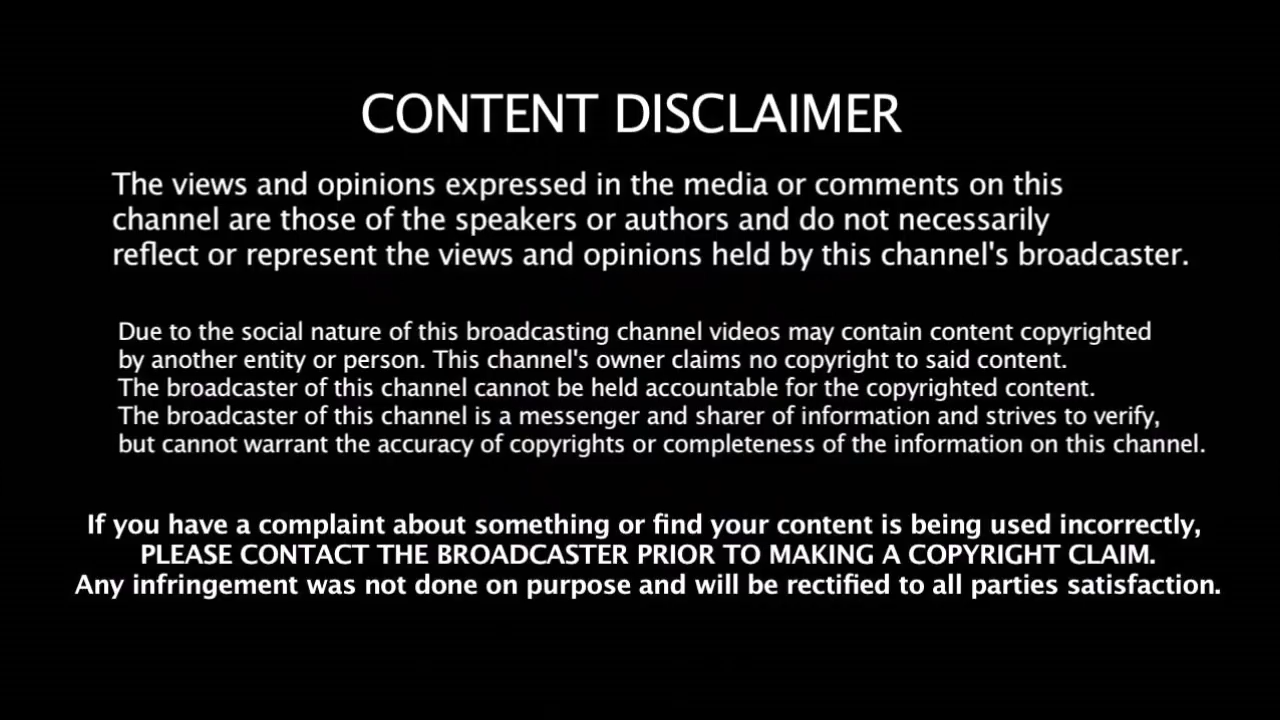 CONTENT DISCLAIMER
The views and opinions expressed in the media or comments on this
channel are those of the speakers or authors and do not necessarily
reflect or represent the views and opinions held by this channel's broadcaster.
Due to the social nature of this broadcasting channel videos may contain content copyrighted
by another entity or person. This channel's owner claims no copyright to said content.
The broadcaster of this channel cannot be held accountable for the copyrighted content.
The broadcaster of this channel is a messenger and sharer of information and strives to verify,
but cannot warrant the accuracy of copyrights or completeness of the information on this channel.
If you have a complaint about something or find your content is being used incorrectly,
PLEASE CONTACT THE BROADCASTER PRIOR TO MAKING A COPYRIGHT CLAIM.
Any infringement was not done on purpose and will be rectified to all parties satisfaction.